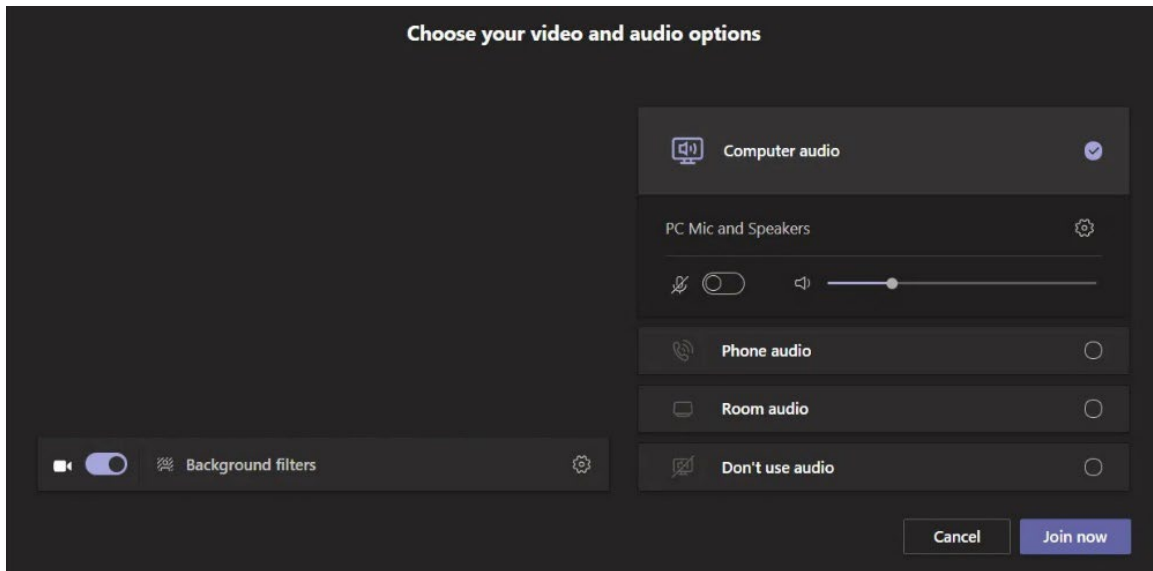 Choose your video and audio options
Computer audio
PC Mic and Speakers
Phone audio
Room audio
Background filters
Don't use audio
Cancel
Join now